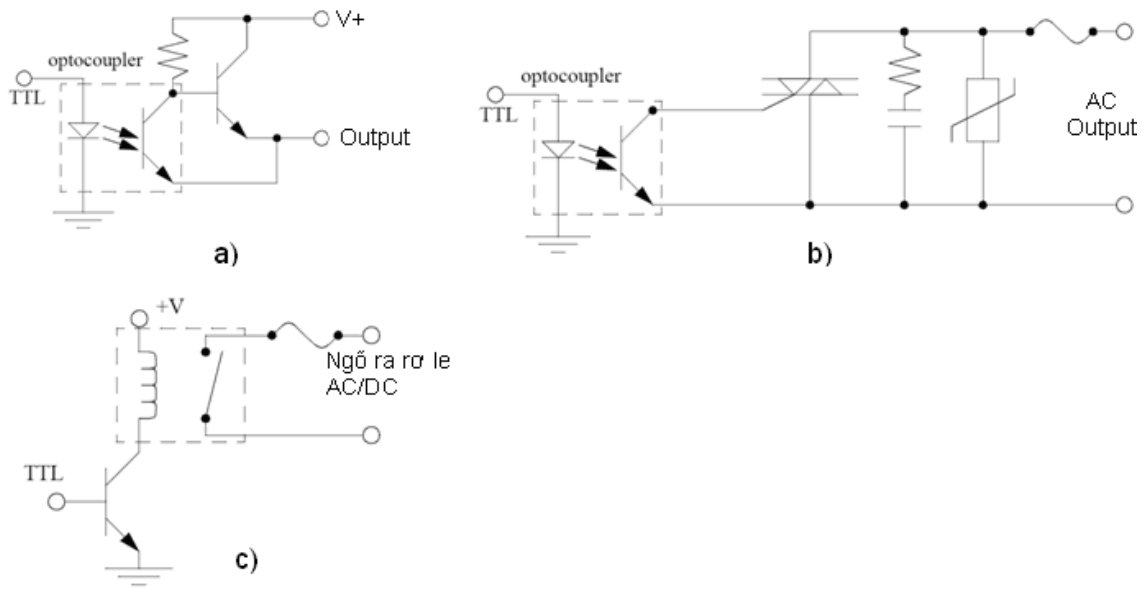 V+
optocoupler
TTL
Output
a)
optocoupler
TTL
AC
Output
b)
+V
Ngõ ra rơ le
AC/DC
TTL
c)